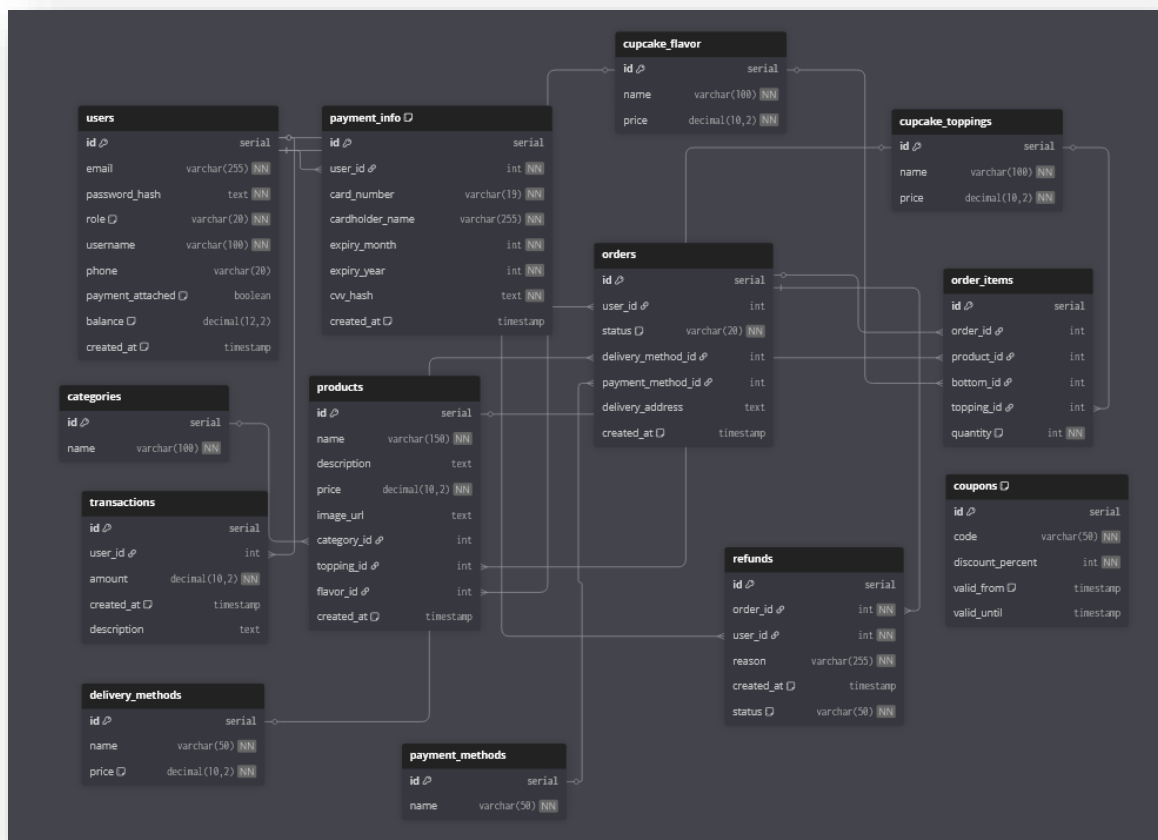 cupcake_flavor
id serial
name varchar(100) NN
price decimal(10,2) NN
users
id serial
email varchar(255) NN
password_hash text NN
role varchar(20) NN
username varchar(100) NN
phone varchar(20)
payment_attached boolean
balance decimal(12,2)
created_at timestamp
payment_info
id serial
user_id int NN
card_number varchar(19) NN
cardholder_name varchar(255) NN
expiry_month int NN
expiry_year int NN
cvv_hash text NN
created_at timestamp
cupcake_toppings
id serial
name varchar(100) NN
price decimal(10,2) NN
orders
id serial
user_id int
status varchar(20) NN
delivery_method_id int
payment_method_id int
delivery_address text
created_at timestamp
order_items
id serial
order_id int
product_id int
bottom_id int
topping_id int
quantity int NN
categories
id serial
name varchar(100) NN
products
id serial
name varchar(150) NN
description text
price decimal(10,2) NN
image_url text
category_id int
topping_id int
flavor_id int
created_at timestamp
transactions
id serial
user_id int
amount decimal(10,2) NN
created_at timestamp
description text
coupons
id serial
code varchar(50) NN
discount_percent int NN
valid_from timestamp
valid_until timestamp
refunds
id serial
order_id int NN
user_id int NN
reason varchar(255) NN
created_at timestamp
status varchar(50) NN
delivery_methods
id serial
name varchar(50) NN
price decimal(10,2) NN
payment_methods
id serial
name varchar(50) NN